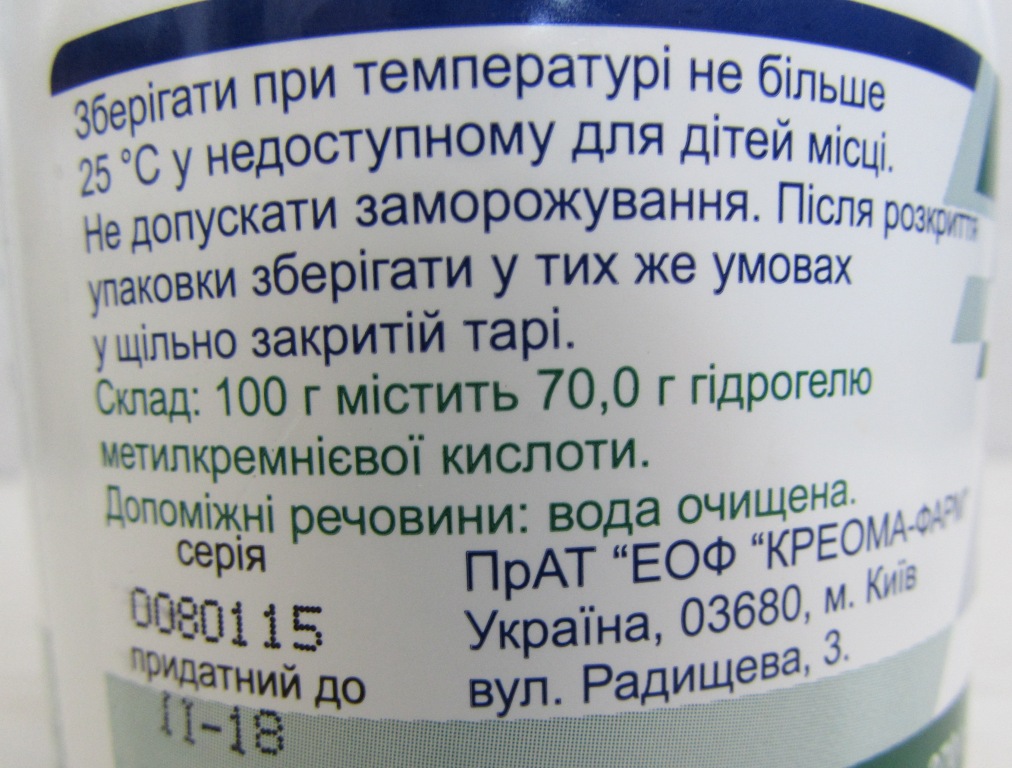 Зберігати при температурі не більше
25 °С у недоступному для дітей місці.
Не допускати заморожування. Після розкриття
упаковки зберігати у тих же умовах
у щільно закритій тарі.
Склад: 100 г містить 70,0 г гідрогелю
метилкремнієвої кислоти.
Допоміжні речовини: вода очищена.
серія
0080115
придатний до
II-18
ПрАТ “ЕОФ “КРЕОМА-ФАРМ”
Україна, 03680, м. Київ
вул. Радищева, 3.